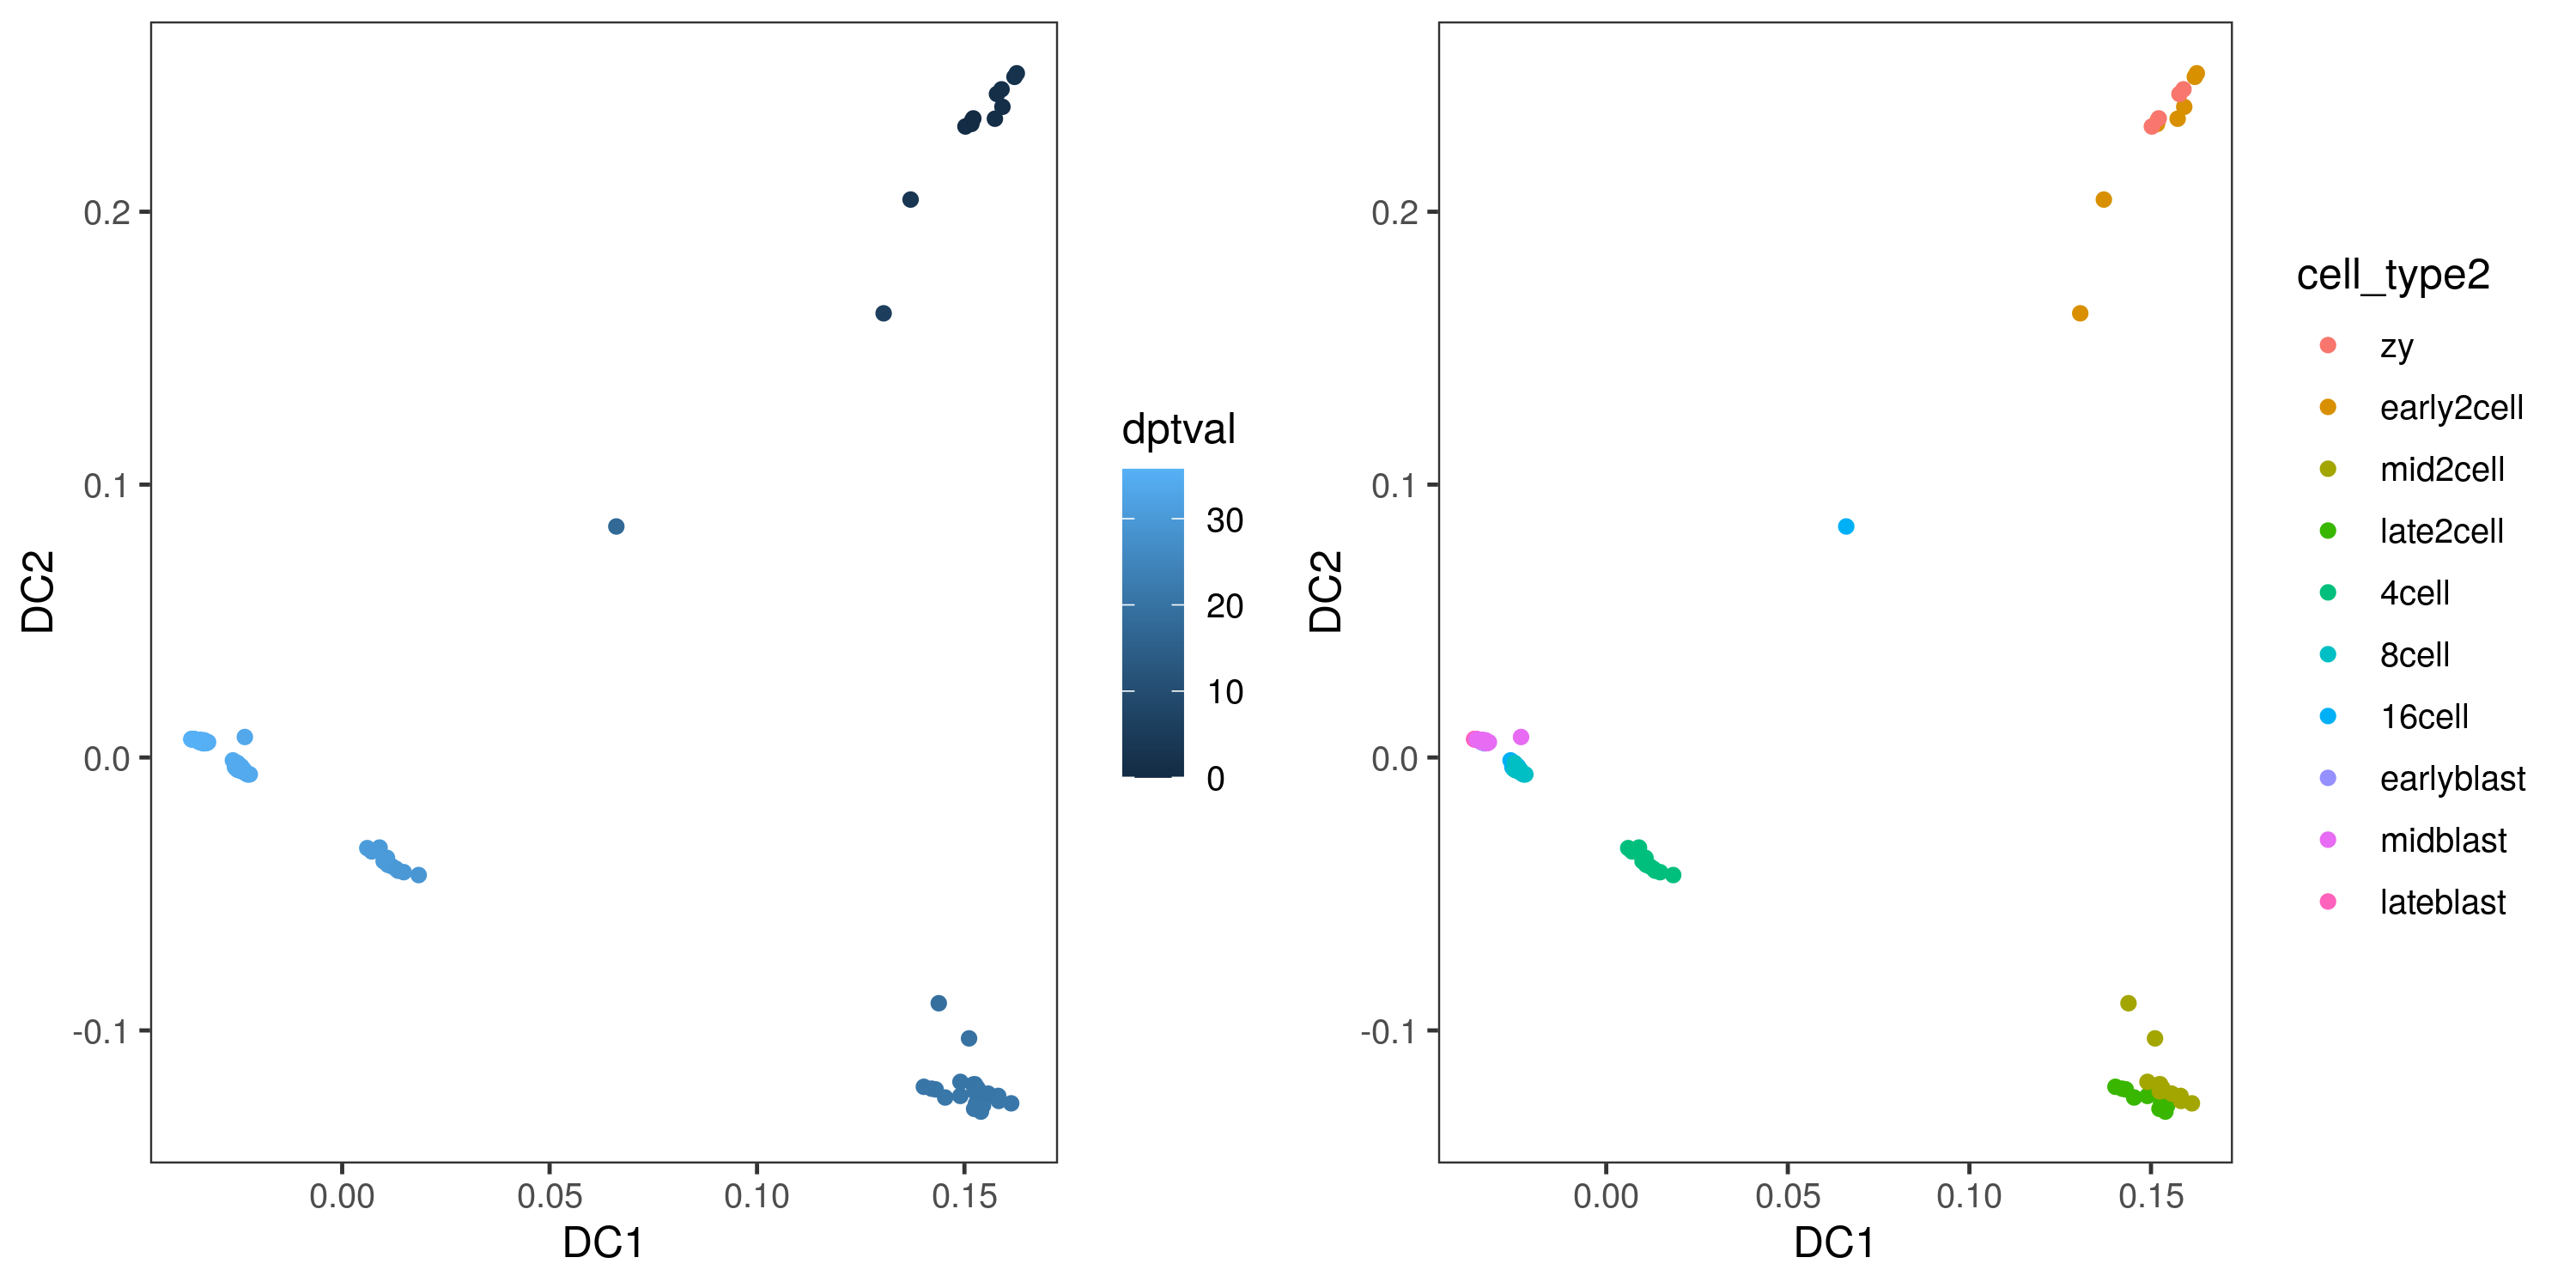 DC2
0.2
0.1
0.0
-0.1
0.00 0.05 0.10 0.15
DC1
dptval
30
20
10
0
DC2
0.2
0.1
0.0
-0.1
0.00 0.05 0.10 0.15
DC1
cell_type2
zy
early2cell
mid2cell
late2cell
4cell
8cell
16cell
earlyblast
midblast
lateblast